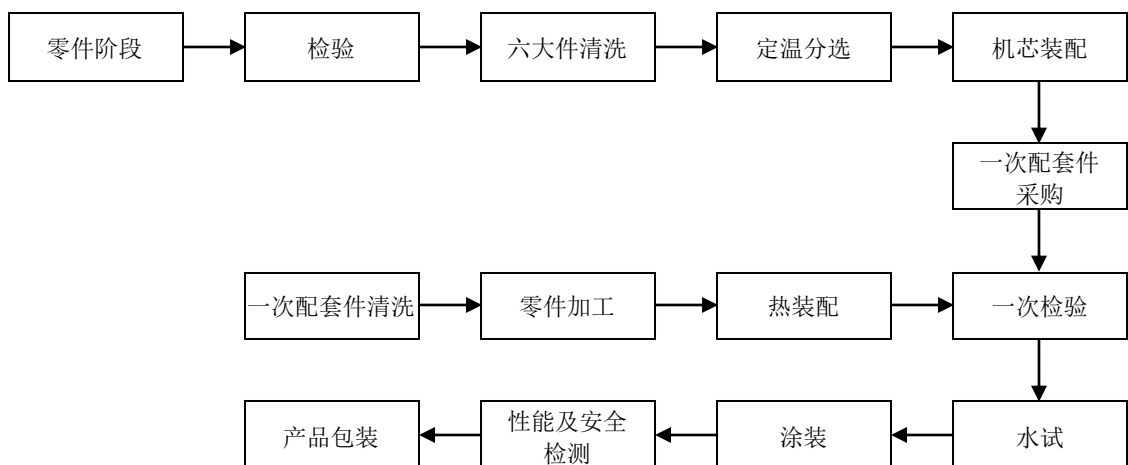 零件阶段
检验
六大件清洗
定温分选
机芯装配
一次配套件
采购
一次配套件清洗
零件加工
热装配
一次检验
产品包装
性能及安全
检测
涂装
水试